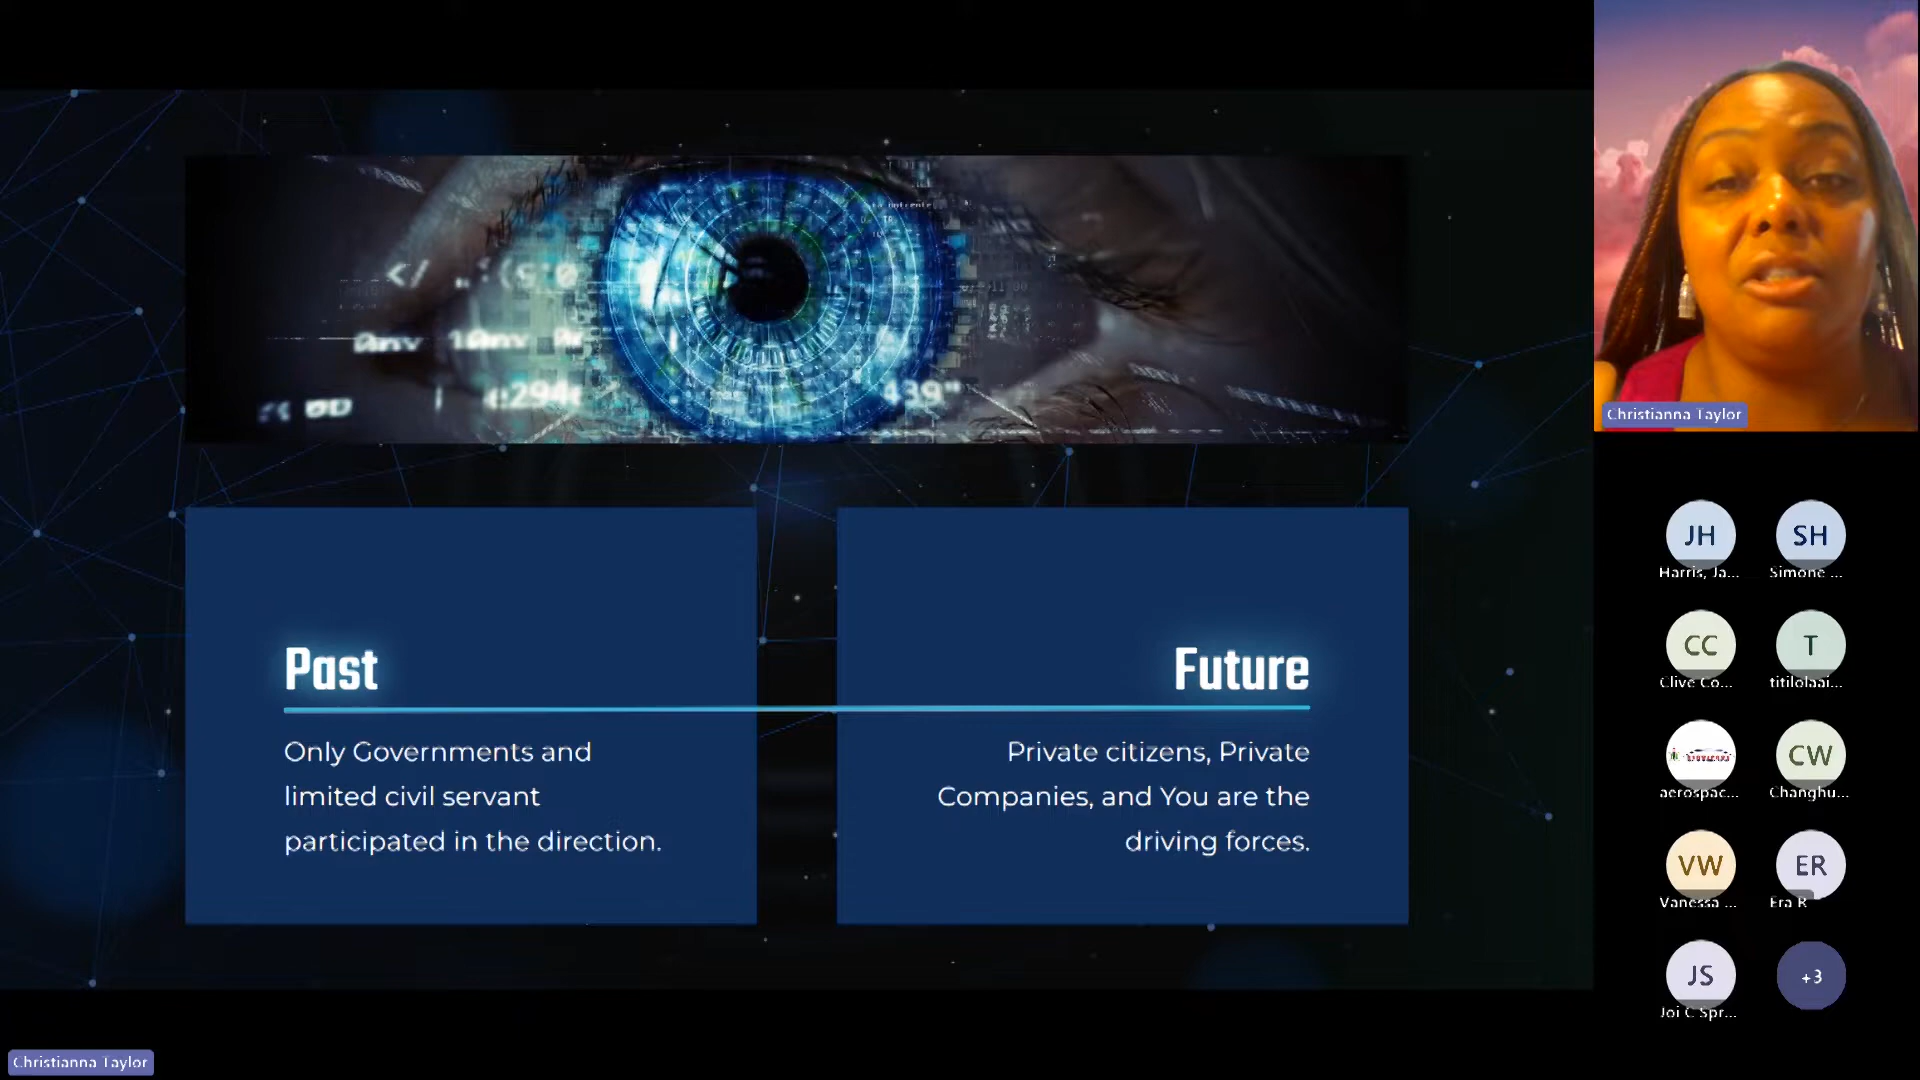 439"
Past
Only Governments and
limited civil servant
participated in the direction.
Future
Private citizens, Private
Companies, and You are the
driving forces.
Christianna Taylor
JH
Harris, Ja...
SH
Simone ...
CC
Clive Co...
T
titilolaai...
aerospac...
CW
Changhu...
VW
Vanessa ...
ER
Era R
JS
Joi C Spr...
+3
Christianna Taylor